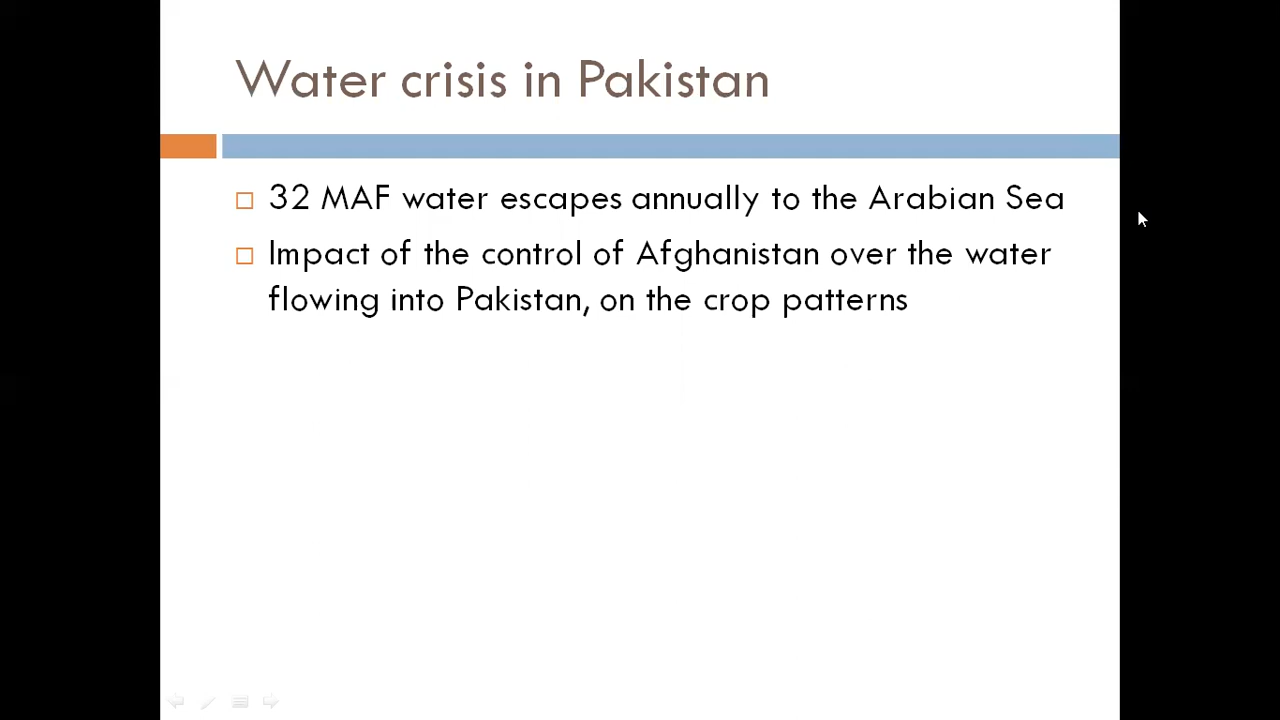 Water crisis in Pakistan
32 MAF water escapes annually to the Arabian Sea
Impact of the control of Afghanistan over the water
flowing into Pakistan, on the crop patterns